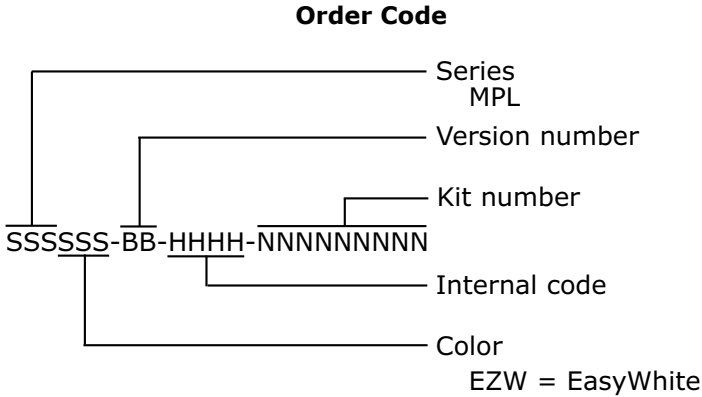 Order Code
Series
MPL
Version number
Kit number
SSSSSS-BB-HHHH-NNNNNNNNN
Internal code
Color
EZW = EasyWhite